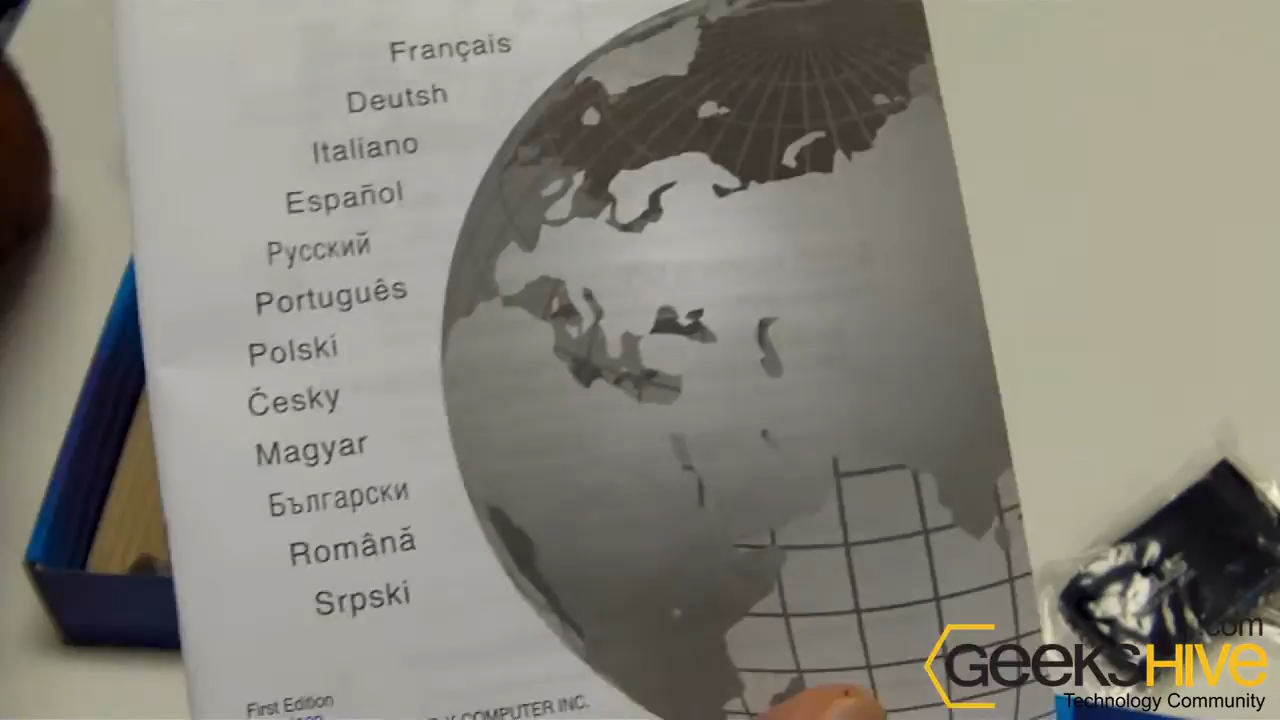 Français
Deutsh
Italiano
Español
Русский
Português
Polski
Česky
Magyar
Български
Română
Srpski
First Edition
COMPUTER INC.
.com
GEEKSHIVE
Technology Community